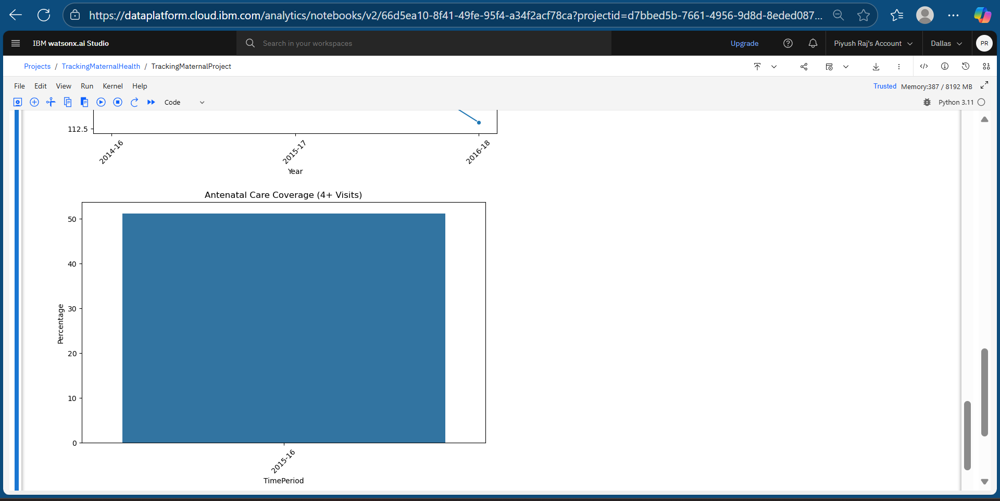 https://dataplatform.cloud.ibm.com/analytics/notebooks/v2/66d5ea10-8f41-49fe-95f4-a34f2acf78ca?projectid=d7bbed5b-7661-4956-9d8d-8eded087...
IBM watsonx.ai Studio
Search in your workspaces
Upgrade
Piyush Raj's Account
Dallas
PR
Projects / TrackingMaternalHealth / TrackingMaternalProject
File Edit View Run Kernel Help
Trusted Memory:387 / 8192 MB
Code
Python 3.11
112.5
2014-16 2015-17 2016-18
Year
Antenatal Care Coverage (4+ Visits)
50
40
30
20
10
0
Percentage
2015-16
TimePeriod